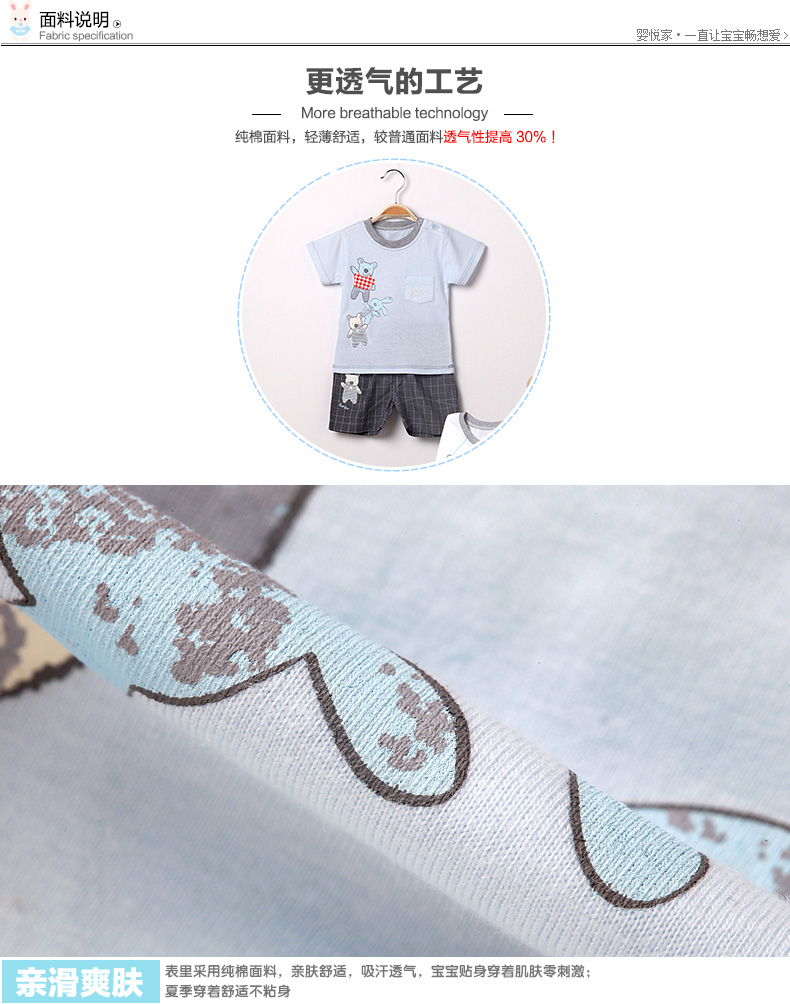 面料说明
Fabric specification
婴悦家·一直让宝宝畅想爱>
更透气的工艺
More breathable technology
纯棉面料，轻薄舒适，较普通面料透气性提高 30%！
亲滑爽肤
表里采用纯棉面料，亲肤舒适，吸汗透气，宝宝贴身穿着肌肤零刺激；
夏季穿着舒适不粘身